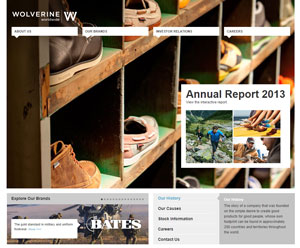 WOLVERINE W
worldwide
ABOUT US
OUR BRANDS
INVESTOR RELATIONS
CAREERS
Annual Report 2013
View the interactive report
Explore Our Brands
The gold standard in military and uniform footwear.
BATES
Our History
Our Causes
Stock Information
Careers
Contact Us
Our History
The story of a company that was founded
on the simple desire to create good
products for good people, whose own
footprint can be found in approximately
200 countries and territories throughout
the world.